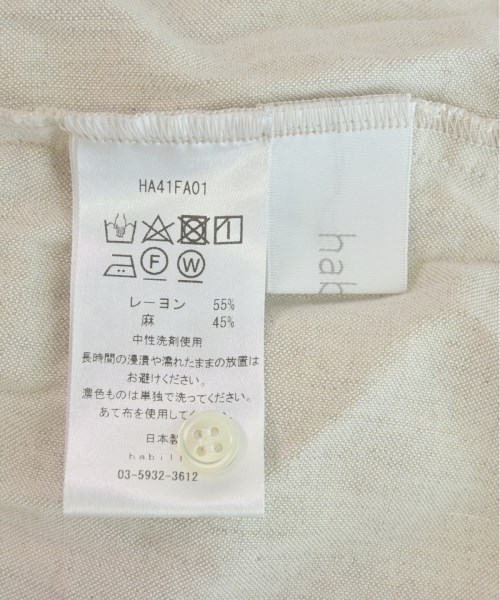 HA41FA01
F W
レーヨン 55%
麻 45%
中性洗剤使用
長時間の浸漬や濡れたままの放置は
お避けください。
濃色ものは単独で洗ってください。
あて布を使用して
日本製
habill
03-5932-3612
hab